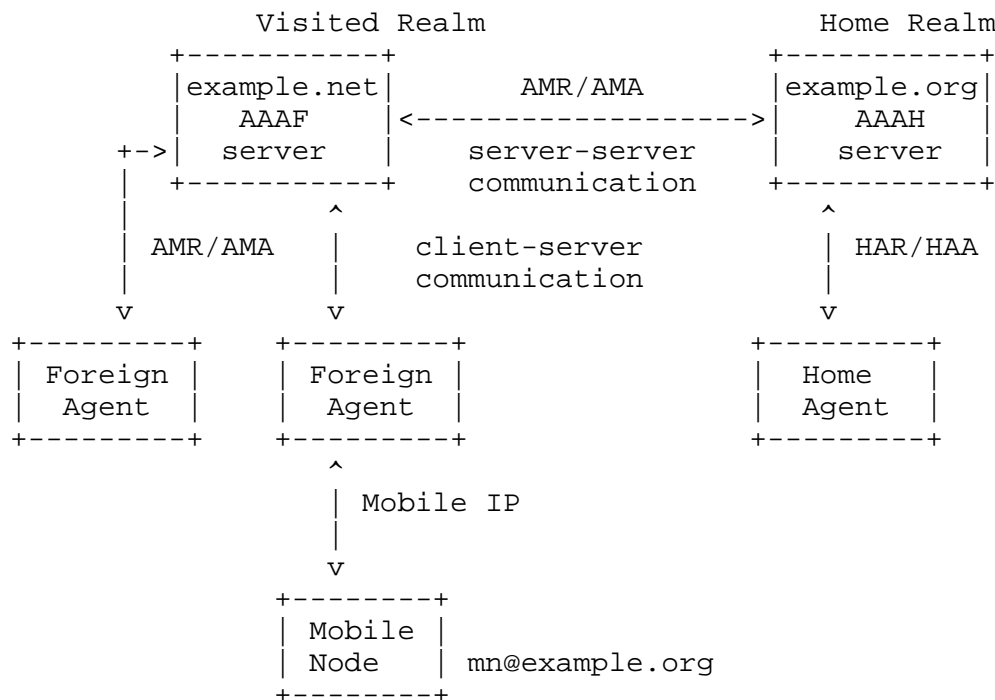 Visited Realm Home Realm
+-----------+ +-----------+
|example.net| AMR/AMA |example.org|
| AAAF |<------------------->| AAAH |
+->| server | server-server | server |
| +-----------+ communication +-----------+
| ^ ^
| AMR/AMA | client-server | HAR/HAA
| | communication |
v v v
+---------+ +---------+ +---------+
| Foreign | | Foreign | | Home |
| Agent | | Agent | | Agent |
+---------+ +---------+ +---------+
^
| Mobile IP
|
v
+--------+
| Mobile |
| Node | mn@example.org
+--------+